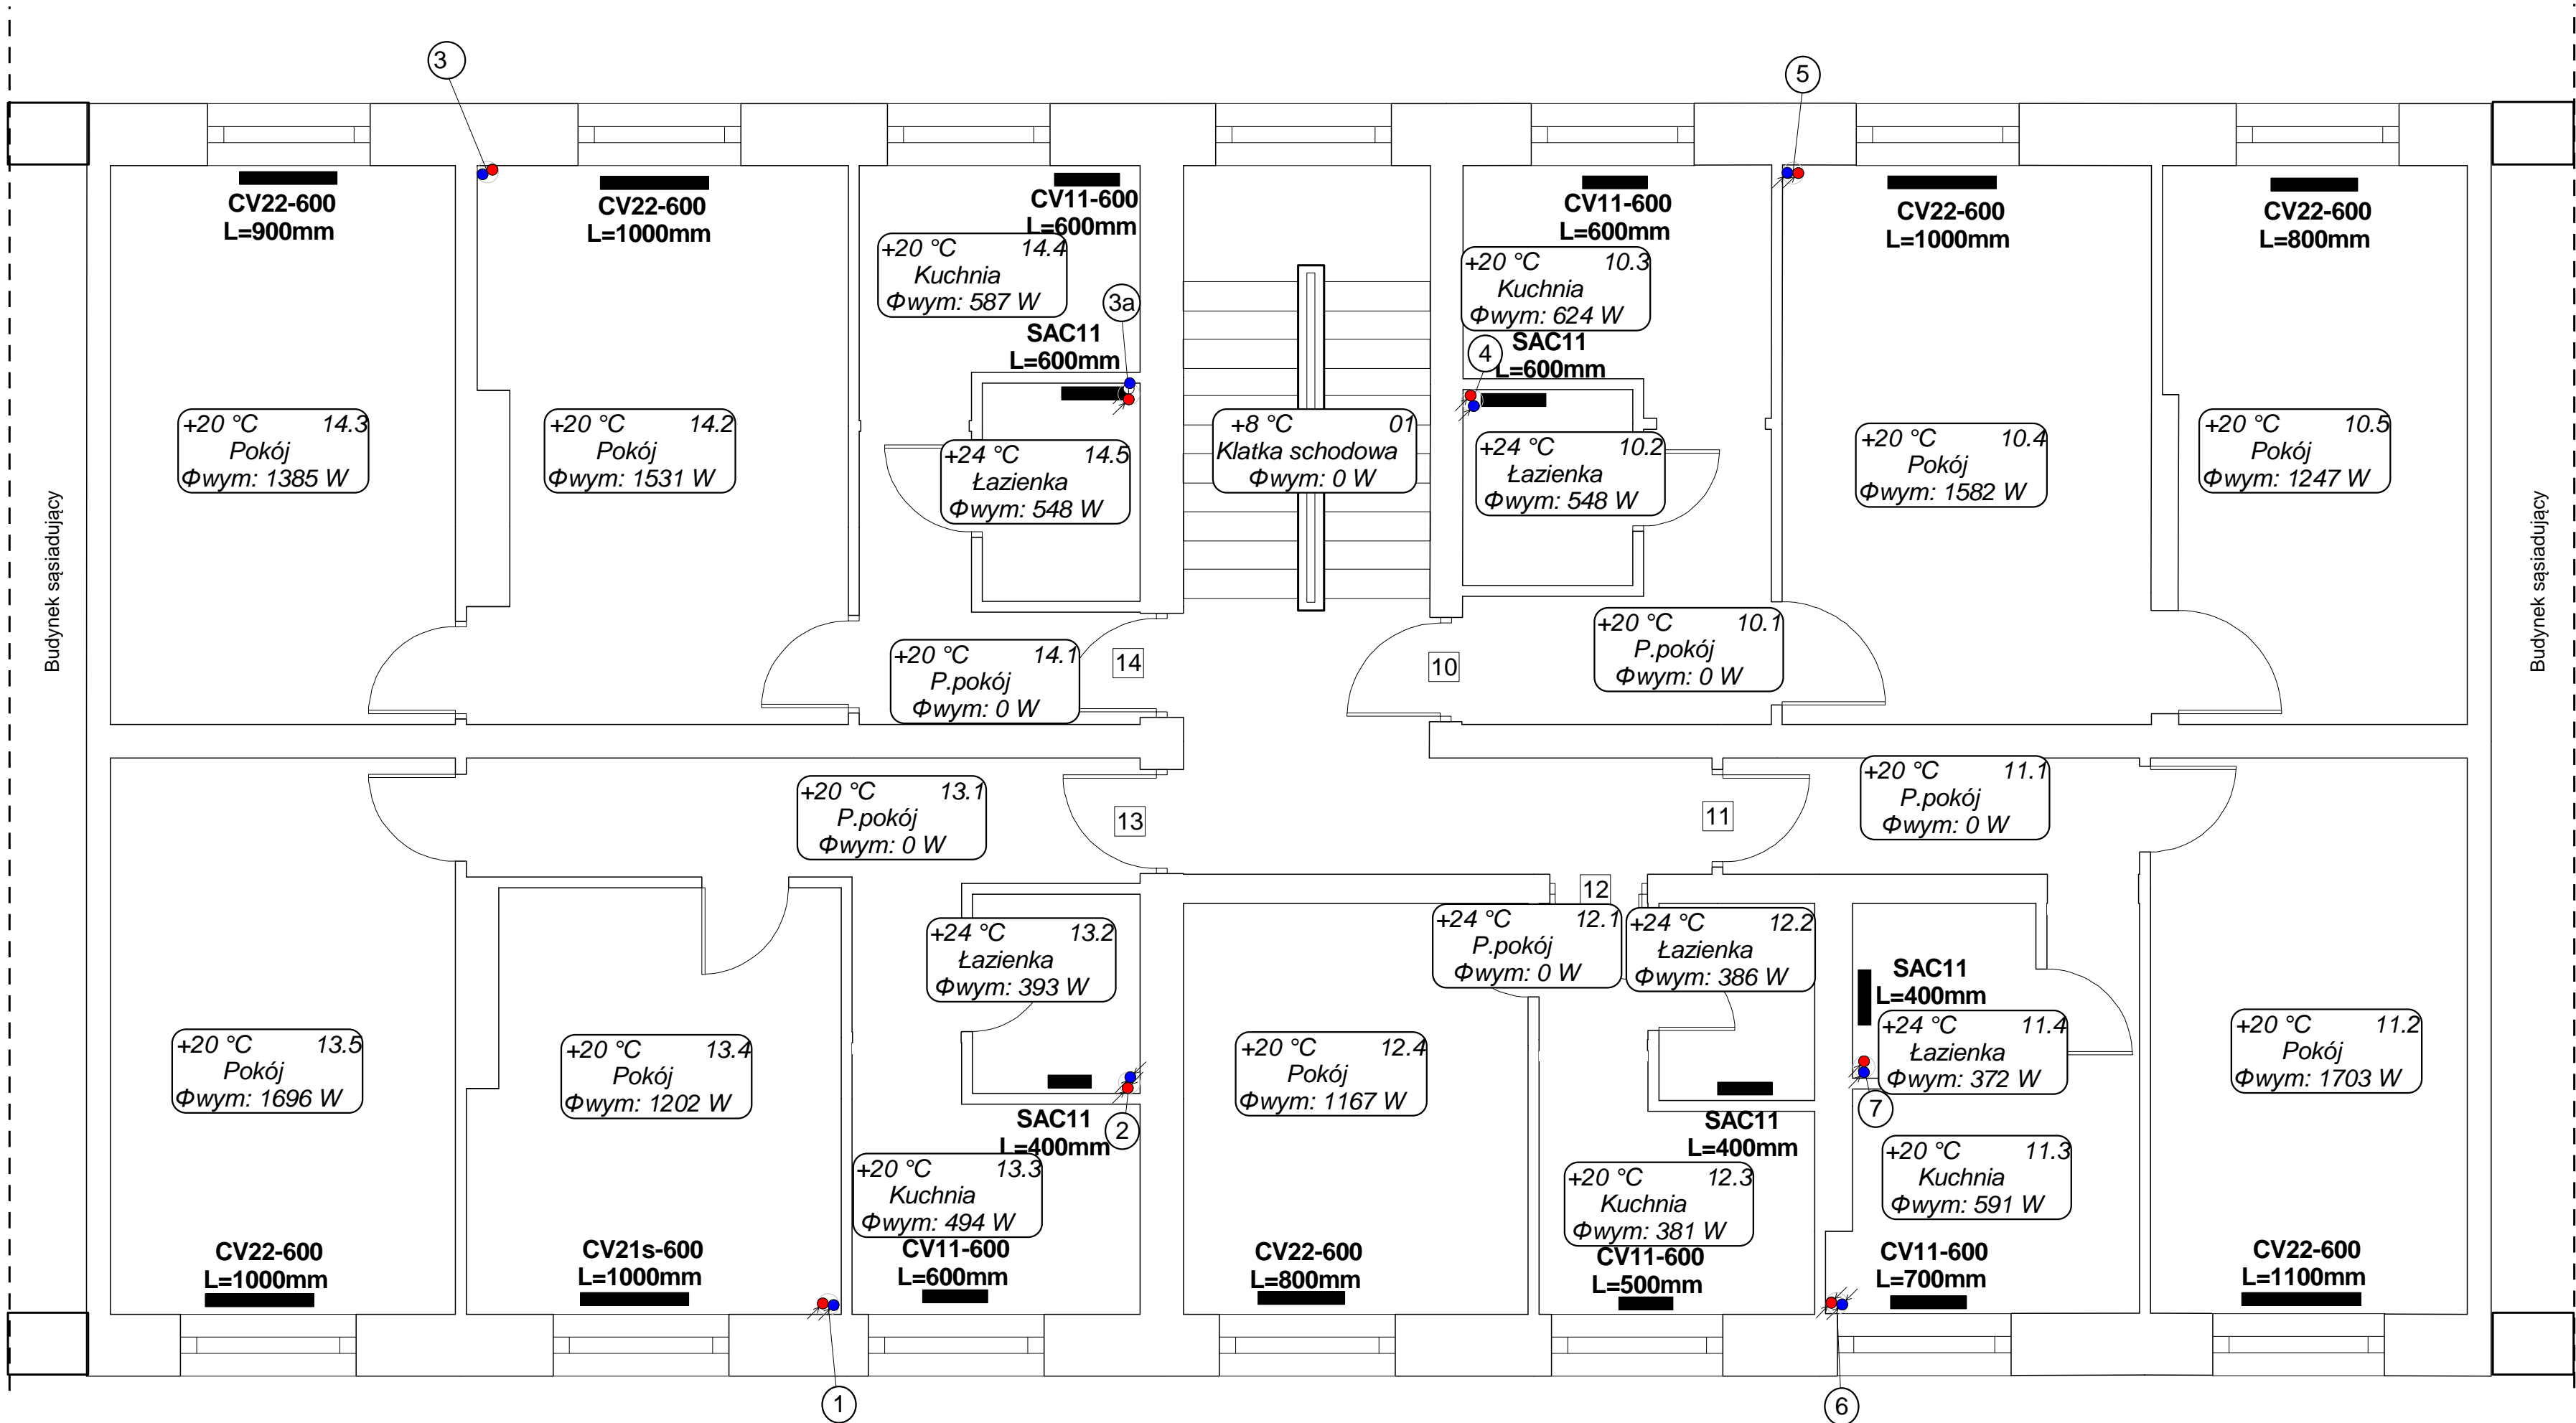 3
5
CV22-600
L=900mm
CV22-600
L=1000mm
CV11-600
L=600mm
CV11-600
L=600mm
CV22-600
L=1000mm
CV22-600
L=800mm
+20 °C 14.4
Kuchnia
Φwym: 587 W
+20 °C 10.3
Kuchnia
Φwym: 624 W
3a
SAC11
L=600mm
4
SAC11
L=600mm
+20 °C 14.3
Pokój
Φwym: 1385 W
+20 °C 14.2
Pokój
Φwym: 1531 W
+24 °C 14.5
Łazienka
Φwym: 548 W
+8 °C 01
Klatka schodowa
Φwym: 0 W
+24 °C 10.2
Łazienka
Φwym: 548 W
+20 °C 10.4
Pokój
Φwym: 1582 W
+20 °C 10.5
Pokój
Φwym: 1247 W
Budynek sąsiadujący
Budynek sąsiadujący
+20 °C 14.1
P.pokój
Φwym: 0 W
14
10
+20 °C 10.1
P.pokój
Φwym: 0 W
+20 °C 13.1
P.pokój
Φwym: 0 W
13
11
+20 °C 11.1
P.pokój
Φwym: 0 W
12
+24 °C 13.2
Łazienka
Φwym: 393 W
+24 °C 12.1
P.pokój
Φwym: 0 W
+24 °C 12.2
Łazienka
Φwym: 386 W
SAC11
L=400mm
+20 °C 13.5
Pokój
Φwym: 1696 W
+20 °C 13.4
Pokój
Φwym: 1202 W
+20 °C 12.4
Pokój
Φwym: 1167 W
+24 °C 11.4
Łazienka
Φwym: 372 W
+20 °C 11.2
Pokój
Φwym: 1703 W
SAC11
L=400mm
2
SAC11
L=400mm
7
+20 °C 13.3
Kuchnia
Φwym: 494 W
+20 °C 12.3
Kuchnia
Φwym: 381 W
+20 °C 11.3
Kuchnia
Φwym: 591 W
CV22-600
L=1000mm
CV21s-600
L=1000mm
CV11-600
L=600mm
CV22-600
L=800mm
CV11-600
L=500mm
CV11-600
L=700mm
CV22-600
L=1100mm
1
6